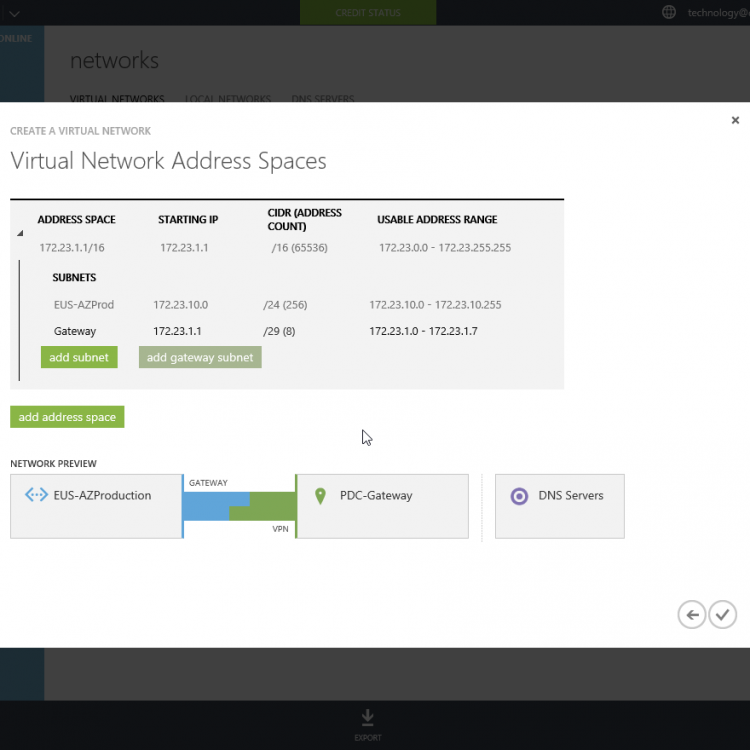 CREDIT STATUS
technology@
ONLINE
networks
VIRTUAL NETWORKS LOCAL NETWORKS DNS SERVERS
CREATE A VIRTUAL NETWORK
Virtual Network Address Spaces
ADDRESS SPACE STARTING IP CIDR (ADDRESS COUNT) USABLE ADDRESS RANGE
172.23.1.1/16 172.23.1.1 /16 (65536) 172.23.0.0 - 172.23.255.255
SUBNETS
EUS-AZProd 172.23.10.0 /24 (256) 172.23.10.0 - 172.23.10.255
Gateway 172.23.1.1 /29 (8) 172.23.1.0 - 172.23.1.7
add subnet add gateway subnet
add address space
NETWORK PREVIEW
EUS-AZProduction
GATEWAY
VPN
PDC-Gateway
DNS Servers
EXPORT